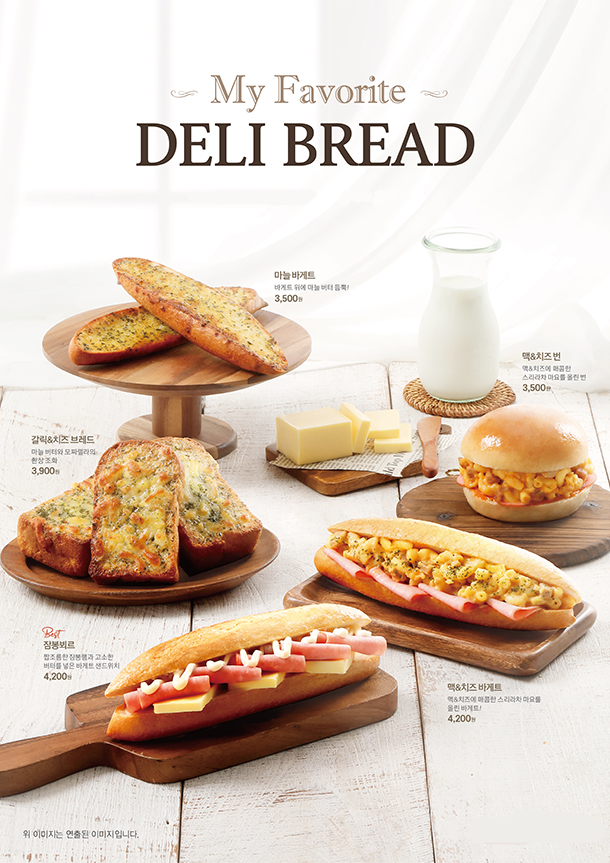 My Favorite
DELI BREAD
마늘 바게트
바게트 위에 마늘 버터 듬뿍!
3,500원
맥&치즈 번
맥&치즈에 매콤한
스리라차 마요를 올린 번
3,500원
갈릭&치즈 브레드
마늘 버터와 모짜렐라의
환상 조화
3,900원
Best
잠봉뵈르
짭조름한 잠봉햄과 고소한
버터를 넣은 바게트 샌드위치
4,200원
맥&치즈 바게트
맥&치즈에 매콤한 스리라차 마요를
올린 바게트!
4,200원
위 이미지는 연출된 이미지입니다.